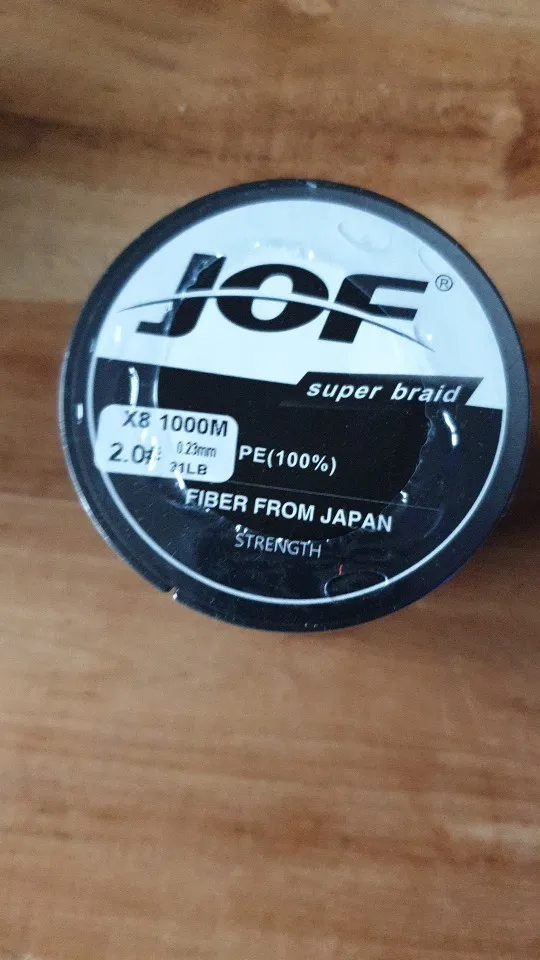 JOF®
super braid
X8 1000M
2.0# 0.23mm
31LB
PE(100%)
FIBER FROM JAPAN
STRENGTH